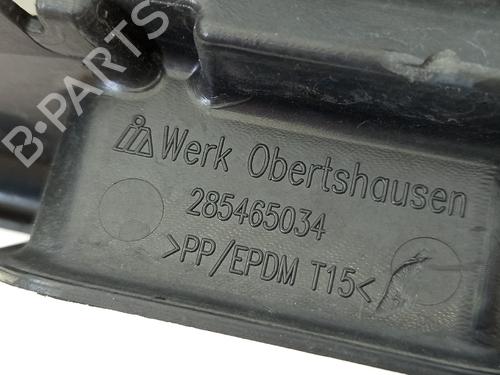 B-PARTS
Werk Obertshausen
285465034
>PP/EPDM T15<